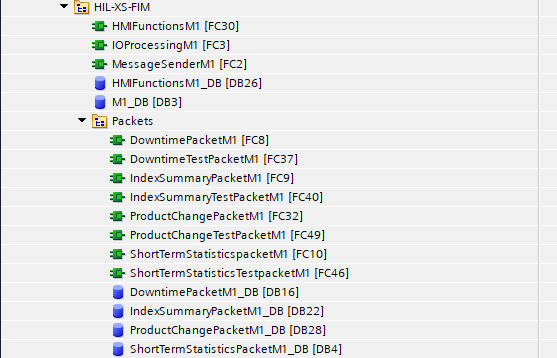 HIL-XS-FIM
HMIFunctionsM1 [FC30]
IOProcessingM1 [FC3]
MessageSenderM1 [FC2]
HMIFunctionsM1_DB [DB26]
M1_DB [DB3]
Packets
DowntimePacketM1 [FC8]
DowntimeTestPacketM1 [FC37]
IndexSummaryPacketM1 [FC9]
IndexSummaryTestPacketM1 [FC40]
ProductChangePacketM1 [FC32]
ProductChangeTestPacketM1 [FC49]
ShortTermStatisticspacketM1 [FC10]
ShortTermStatisticsTestpacketM1 [FC46]
DowntimePacketM1_DB [DB16]
IndexSummaryPacketM1_DB [DB22]
ProductChangePacketM1_DB [DB28]
ShortTermStatisticsPacketM1_DB [DB4]